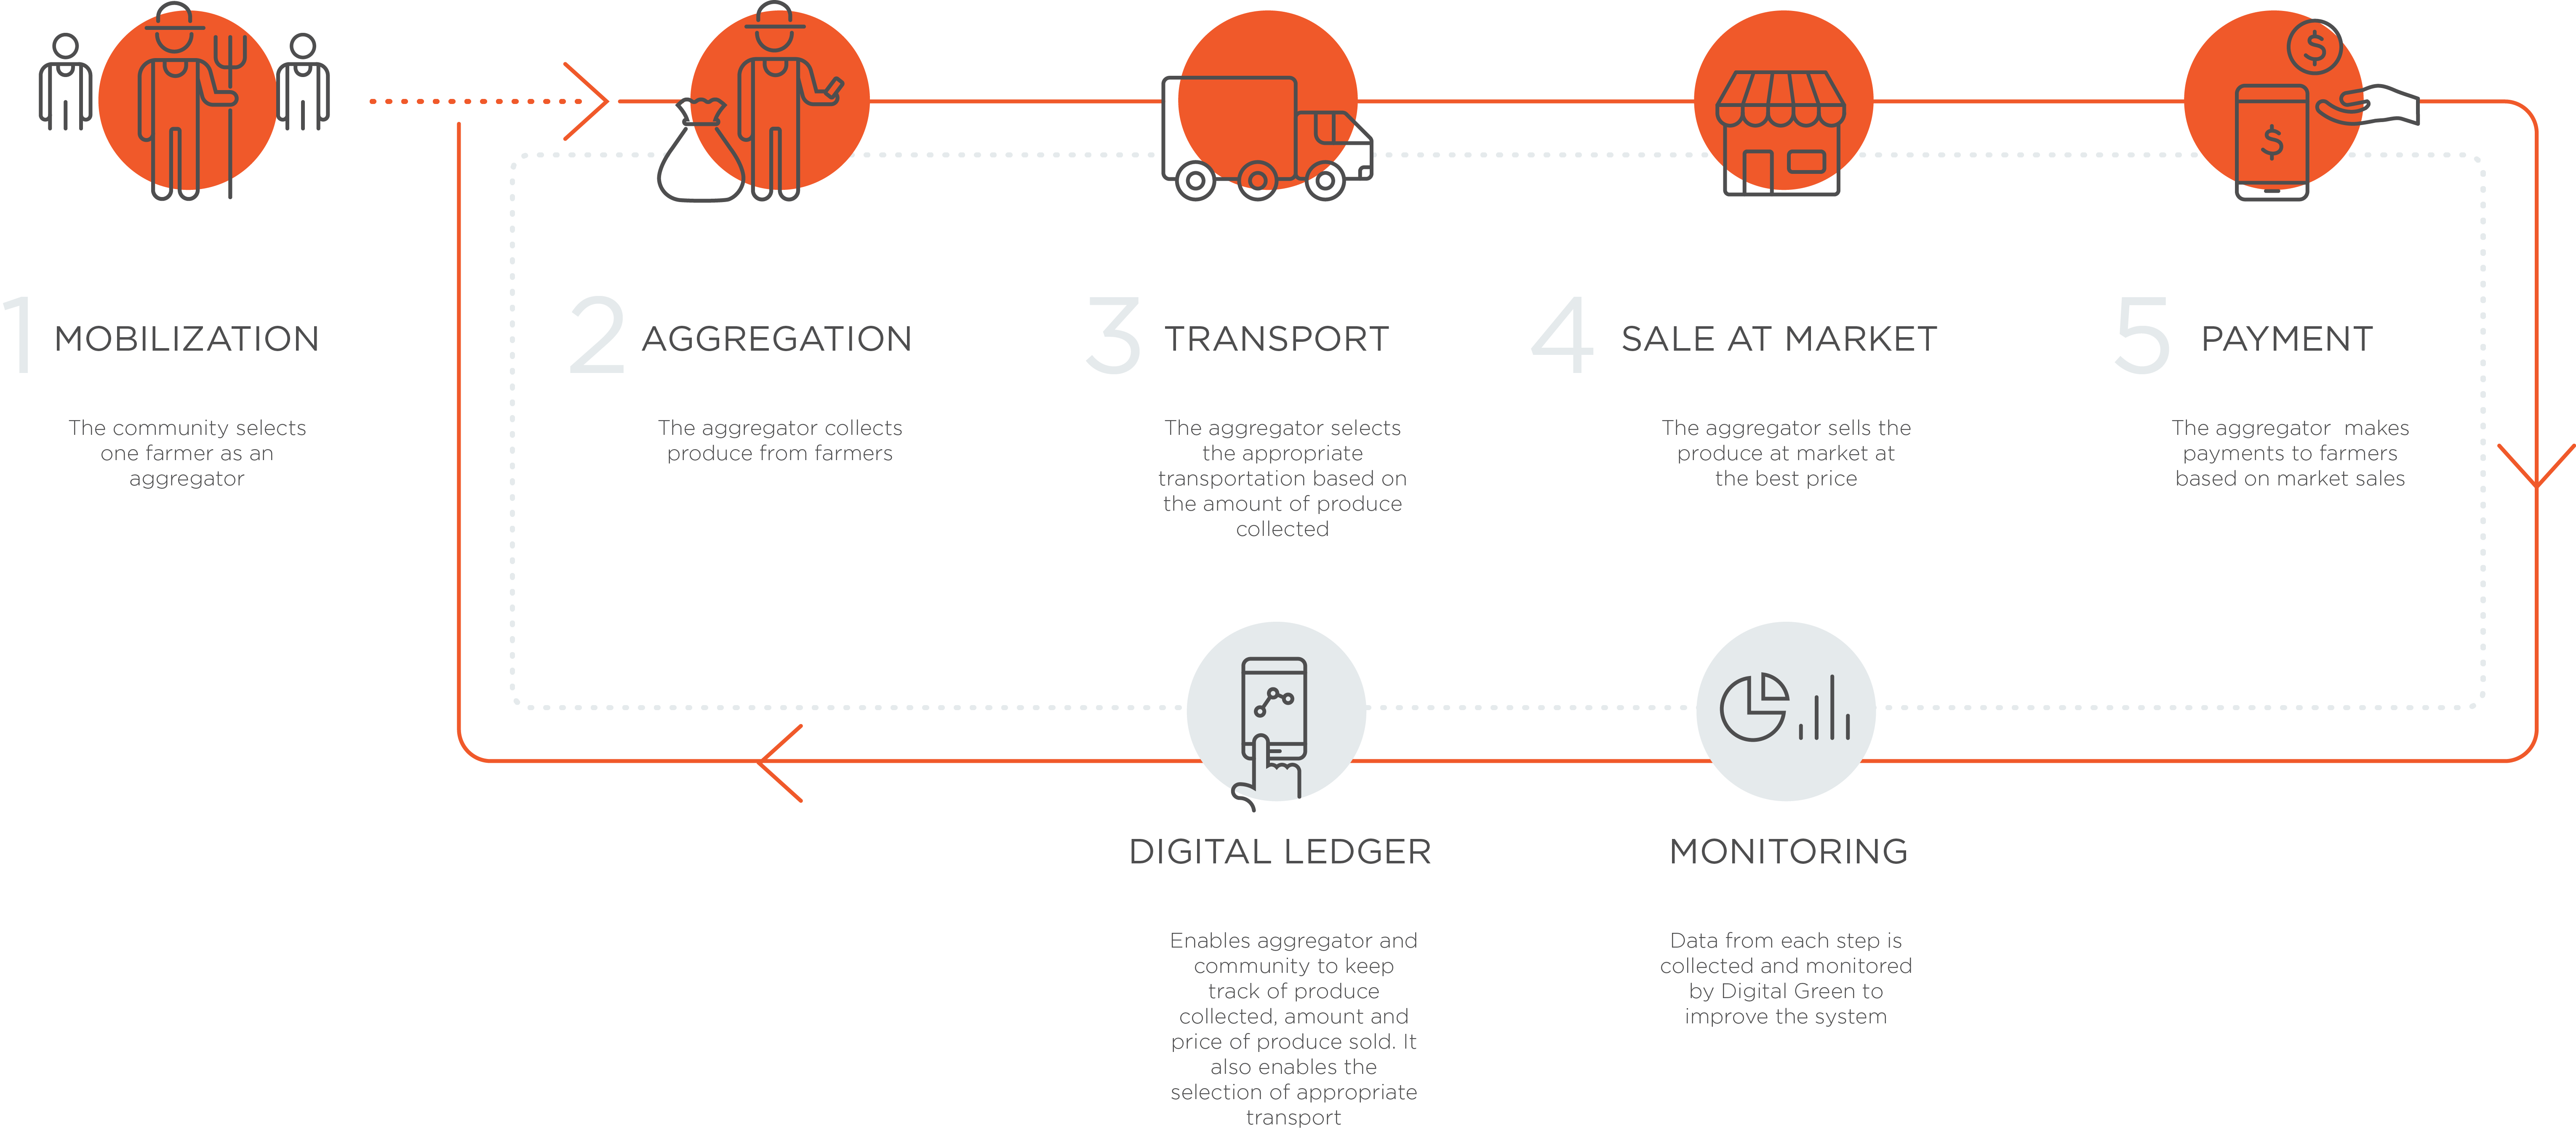 1 MOBILIZATION
The community selects
one farmer as an
aggregator
2 AGGREGATION
The aggregator collects
produce from farmers
3 TRANSPORT
The aggregator selects
the appropriate
transportation based on
the amount of produce
collected
4 SALE AT MARKET
The aggregator sells the
produce at market at
the best price
$
$
5 PAYMENT
The aggregator makes
payments to farmers
based on market sales
DIGITAL LEDGER
Enables aggregator and
community to keep
track of produce
collected, amount and
price of produce sold. It
also enables the
selection of appropriate
transport
MONITORING
Data from each step is
collected and monitored
by Digital Green to
improve the system